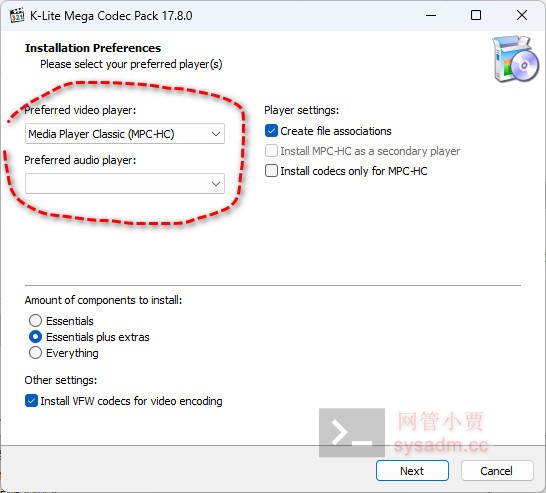 K-Lite Mega Codec Pack 17.8.0
Installation Preferences
Please select your preferred player(s)
Preferred video player:
Media Player Classic (MPC-HC)
Preferred audio player:
Player settings:
Create file associations
Install MPC-HC as a secondary player
Install codecs only for MPC-HC
Amount of components to install:
Essentials
Essentials plus extras
Everything
Other settings:
Install VFW codecs for video encoding
网管小贾
sysadm.cc
Next
Cancel